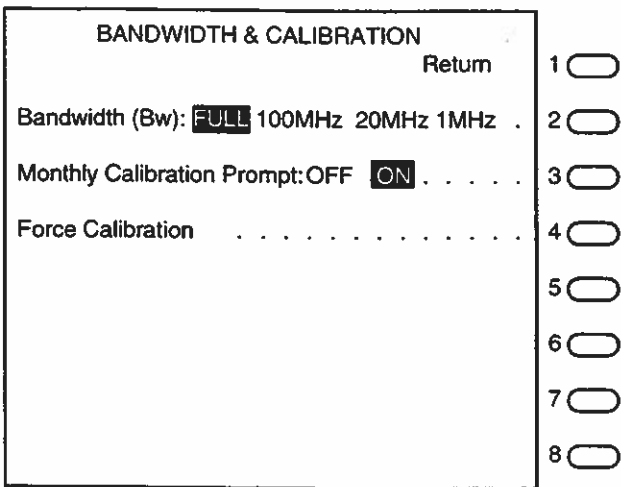 BANDWIDTH & CALIBRATION
Return 1
Bandwidth (Bw): FULL 100MHz 20MHz 1MHz . 2
Monthly Calibration Prompt:OFF ON . . . . . 3
Force Calibration . . . . . . . . . . . . . . 4
5
6
7
8